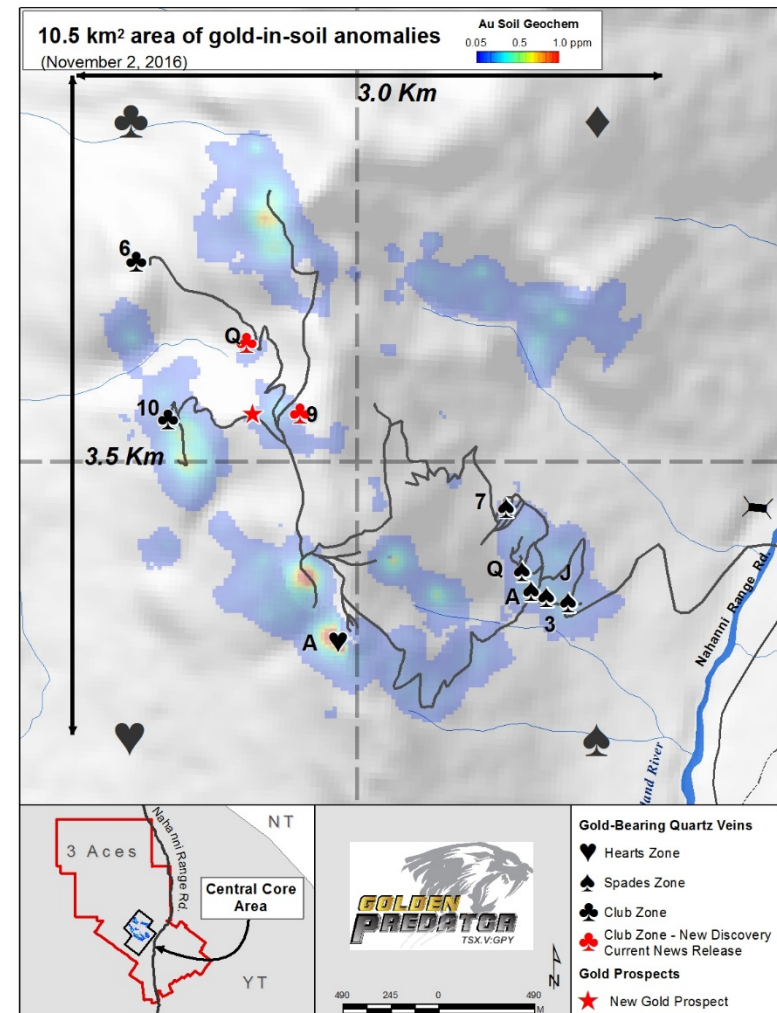 10.5 km² area of gold-in-soil anomalies
(November 2, 2016)
Au Soil Geochem
0.05 0.5 1.0 ppm
3.0 Km
6
Q
10
9
3.5 Km
7
Q
J
A
3
A
Nahanni Range Rd.
River
3 Aces
Nahanni Range Rd.
NT
Central Core
Area
YT
GOLDEN
PREDATOR
TSX.V:GPY
N
490 245 0 490
M
Gold-Bearing Quartz Veins
Hearts Zone
Spades Zone
Club Zone
Club Zone - New Discovery
Current News Release
Gold Prospects
New Gold Prospect